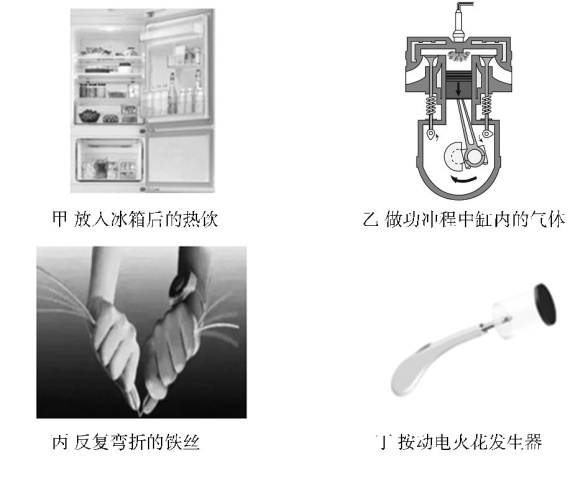 甲 放入冰箱后的热饮
乙 做功冲程中缸内的气体
丙 反复弯折的铁丝
丁 按动电火花发生器